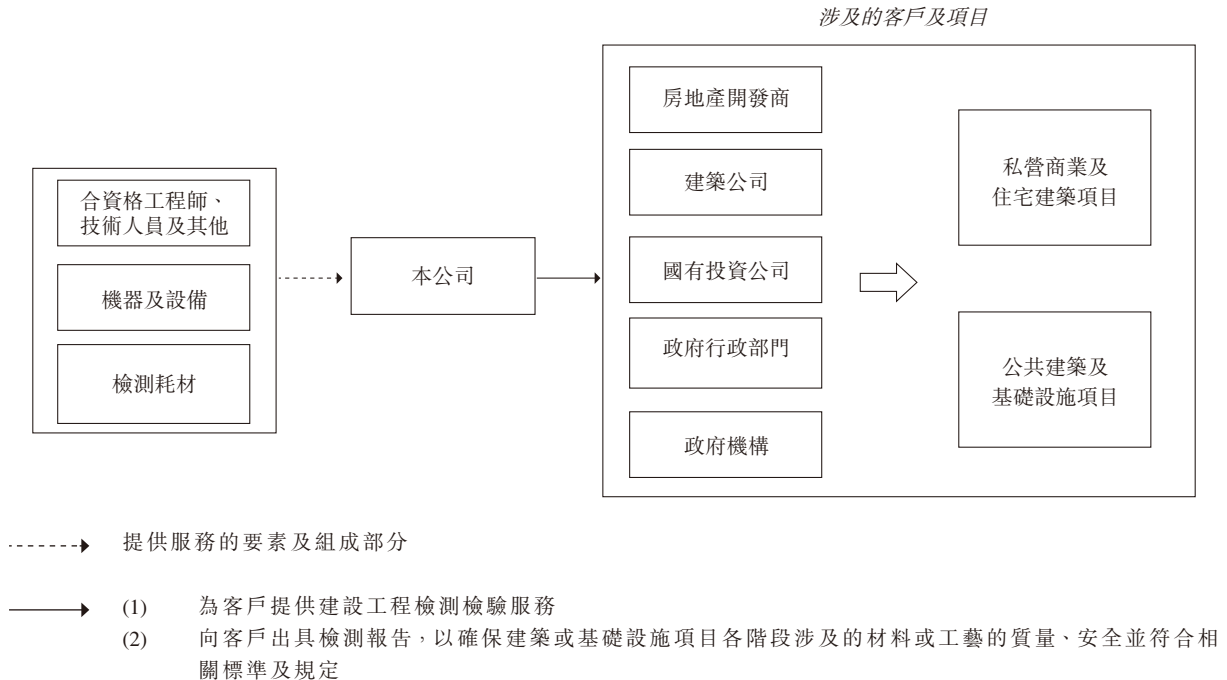 涉及的客戶及項目
房地產開發商
建築公司
國有投資公司
政府行政部門
政府機構
私營商業及
住宅建築項目
公共建築及
基礎設施項目
合資格工程師、
技術人員及其他
機器及設備
檢測耗材
本公司
提供服務的要素及組成部分
(1) 為客戶提供建設工程檢測檢驗服務
(2) 向客戶出具檢測報告，以確保建築或基礎設施項目各階段涉及的材料或工藝的質量、安全並符合相
關標準及規定